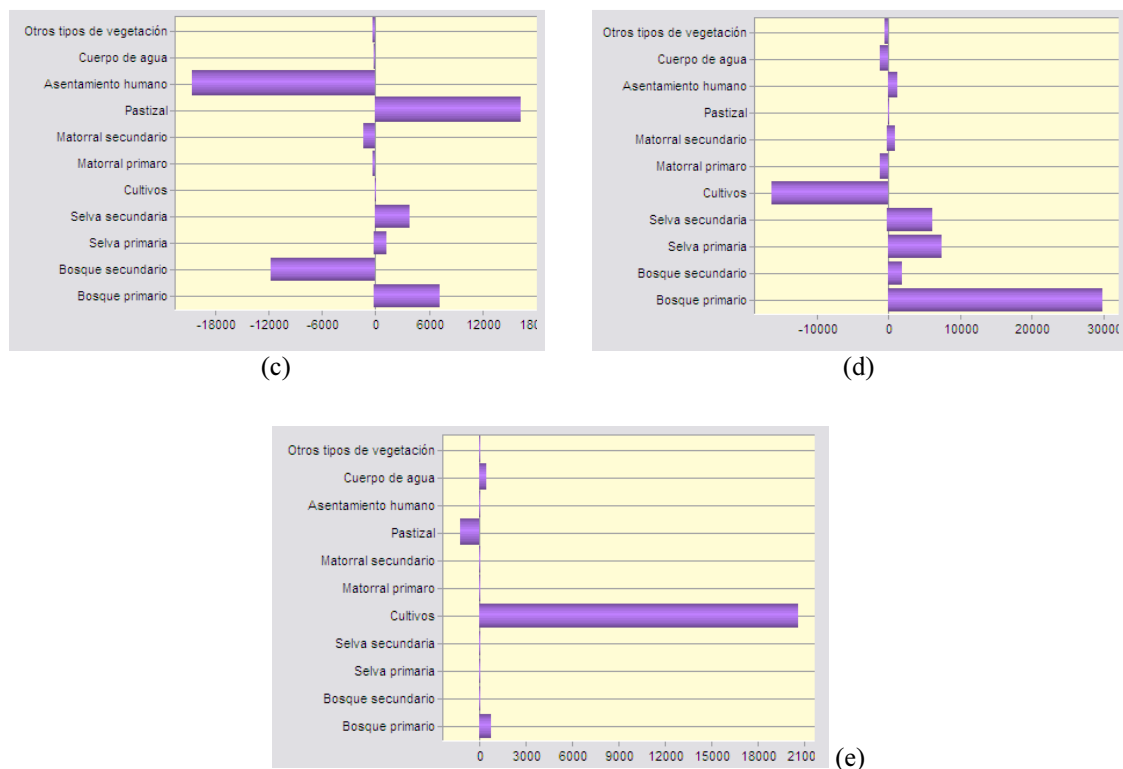 Otros tipos de vegetación
Cuerpo de agua
Asentamiento humano
Pastizal
Matorral secundario
Matorral primaro
Cultivos
Selva secundaria
Selva primaria
Bosque secundario
Bosque primario
-18000 -12000 -6000 0 6000 12000 180
(c)
Otros tipos de vegetación
Cuerpo de agua
Asentamiento humano
Pastizal
Matorral secundario
Matorral primaro
Cultivos
Selva secundaria
Selva primaria
Bosque secundario
Bosque primario
-10000 0 10000 20000 30000
(d)
Otros tipos de vegetación
Cuerpo de agua
Asentamiento humano
Pastizal
Matorral secundario
Matorral primaro
Cultivos
Selva secundaria
Selva primaria
Bosque secundario
Bosque primario
0 3000 6000 9000 12000 15000 18000 2100
(e)